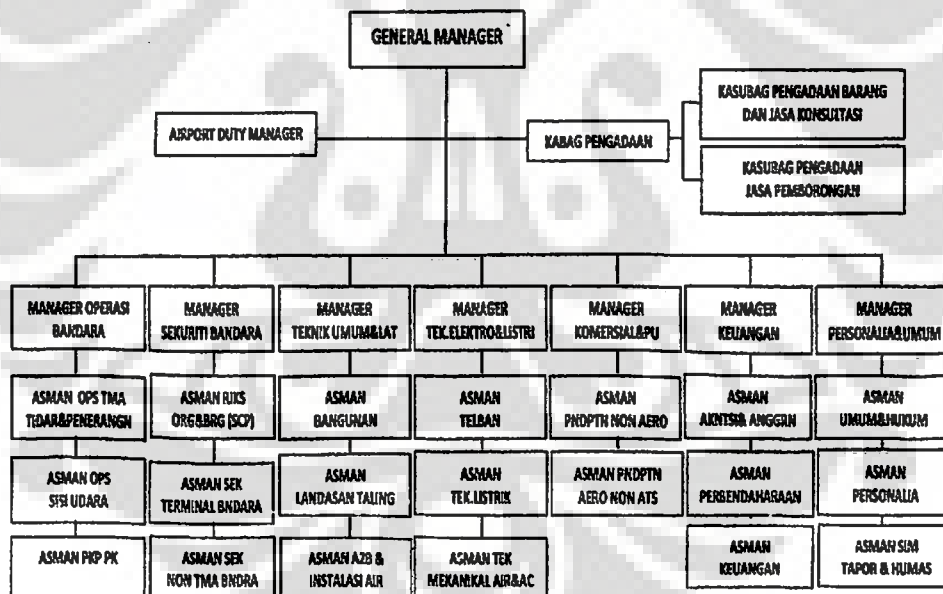 GENERAL MANAGER
AIRPORT DUTY MANAGER
KABAG PENGADAAN
KASUBAG PENGADAAN BARANG
DAN JASA KONSULTASI
KASUBAG PENGADAAN
JASA PEMBORONGAN
MANAGER OPERASI
BANDARA
MANAGER
SEKURITI BANDARA
MANAGER
TEKNIK UMUM&LAT
MANAGER
TEK.ELEKTRO&LISTRI
MANAGER
KOMERSIAL&PU
MANAGER
KEUANGAN
MANAGER
PERSONALIA&UMUM
ASMAN OPS TMA
TIDAR&PENERANGN
ASMAN RIKS
ORG&BRG (SCP)
ASMAN
BANGUNAN
ASMAN
TELBAN
ASMAN
PNDPTN NON AERO
ASMAN
AKNTSI& ANGGRN
ASMAN
UMUM&HUKUM
ASMAN OPS
SISI UDARA
ASMAN SEK
TERMINAL BNDARA
ASMAN
LANDASAN TALING
ASMAN
TEK.LISTRIK
ASMAN PNDPTN
AERO NON ATS
ASMAN
PERBENDAHARAAN
ASMAN
PERSONALIA
ASMAN PKP PK
ASMAN SEK
NON TMA BNDRA
ASMAN A2B &
INSTALASI AIR
ASMAN TEK
MEKANIKAL AIR&AC
ASMAN
KEUANGAN
ASMAN SIM
TAPOR & HUMAS